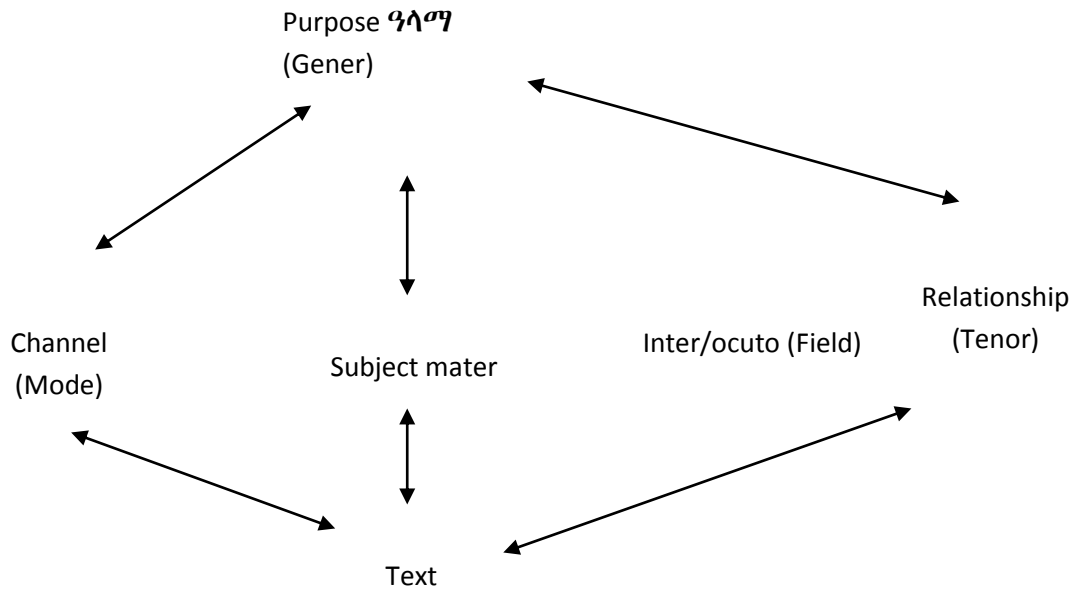 Purpose ዓላማ
(Gener)
Relationship
(Tenor)
Channel
(Mode)
Inter/ocuto (Field)
Subject mater
Text